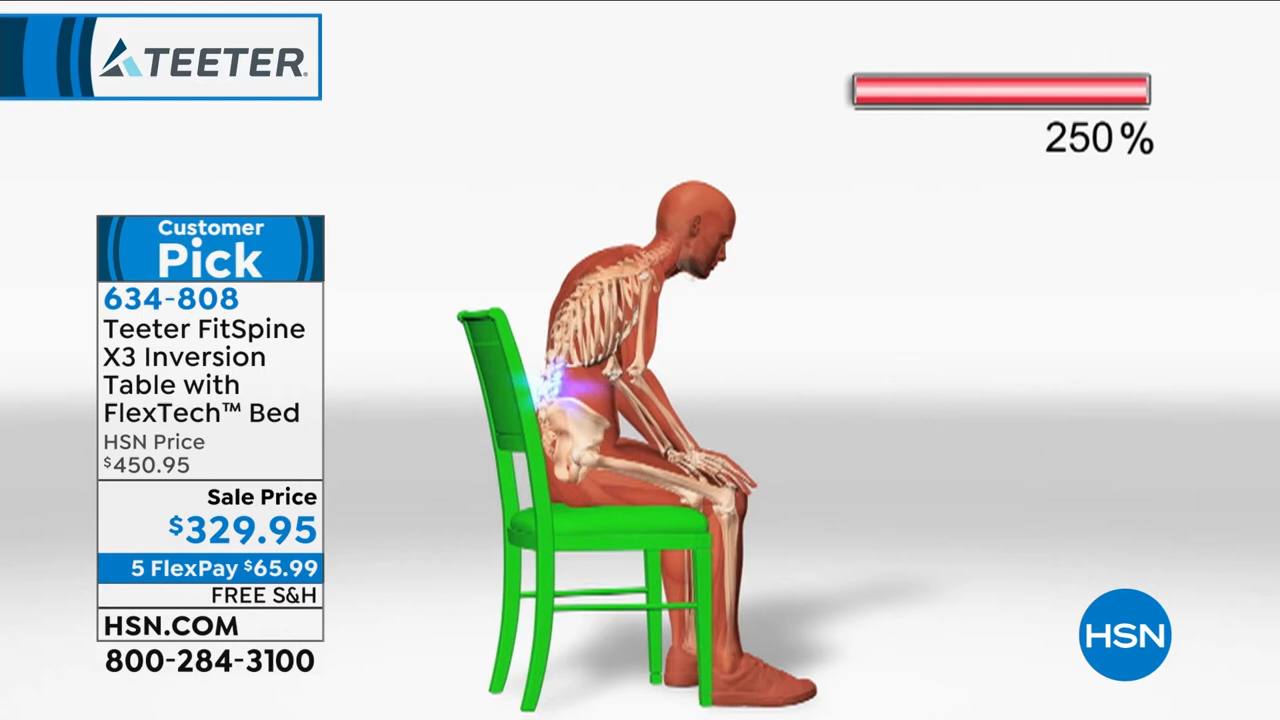 TEETER
250%
Customer
Pick
634-808
Teeter FitSpine
X3 Inversion
Table with
FlexTech™ Bed
HSN Price
$450.95
Sale Price
$329.95
5 FlexPay $65.99
FREE S&H
HSN.COM
800-284-3100
HSN